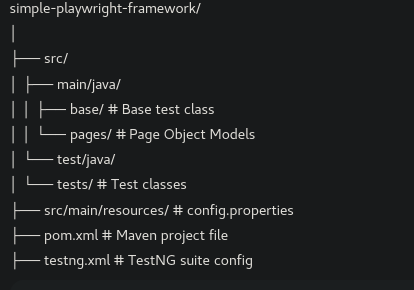 simple-playwright-framework/
│
├── src/
│ ├── main/java/
│ │ ├── base/ # Base test class
│ │ └── pages/ # Page Object Models
│ └── test/java/
│ └── tests/ # Test classes
├── src/main/resources/ # config.properties
├── pom.xml # Maven project file
├── testng.xml # TestNG suite config